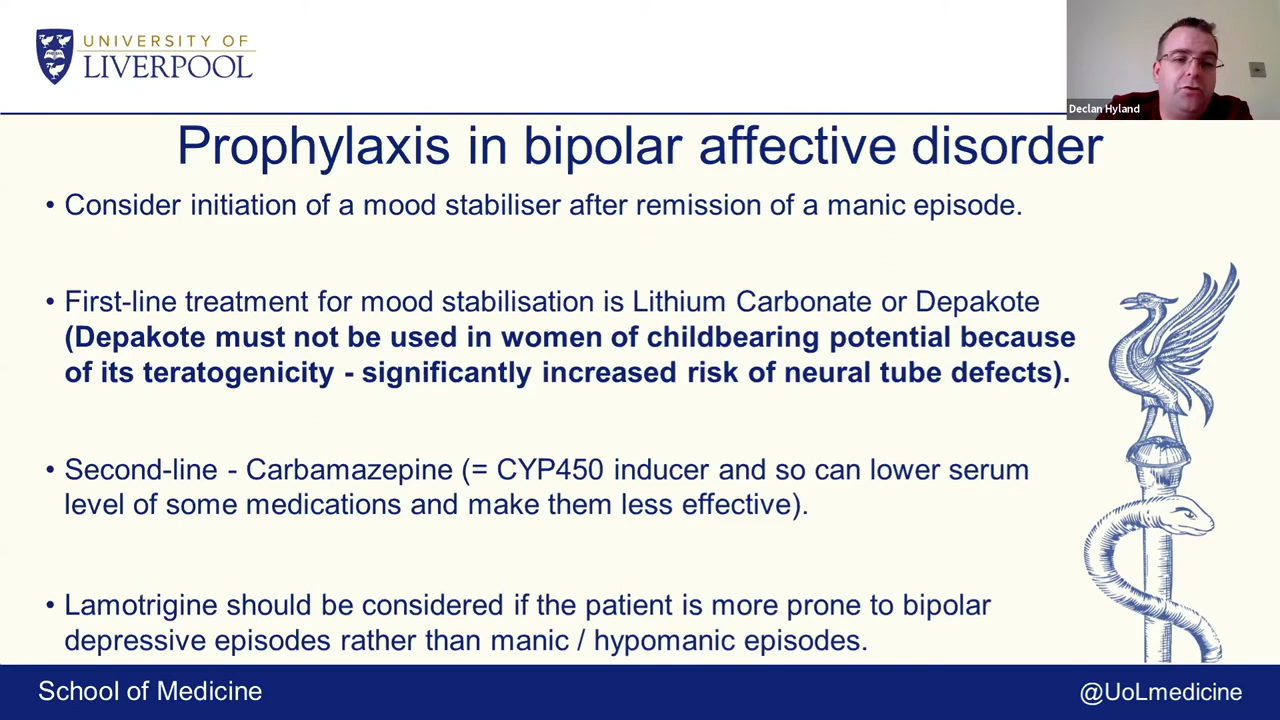 UNIVERSITY OF
LIVERPOOL
Declan Hyland
Prophylaxis in bipolar affective disorder
• Consider initiation of a mood stabiliser after remission of a manic episode.
• First-line treatment for mood stabilisation is Lithium Carbonate or Depakote
(Depakote must not be used in women of childbearing potential because
of its teratogenicity - significantly increased risk of neural tube defects).
• Second-line - Carbamazepine (= CYP450 inducer and so can lower serum
level of some medications and make them less effective).
• Lamotrigine should be considered if the patient is more prone to bipolar
depressive episodes rather than manic / hypomanic episodes.
School of Medicine
@UoLmedicine